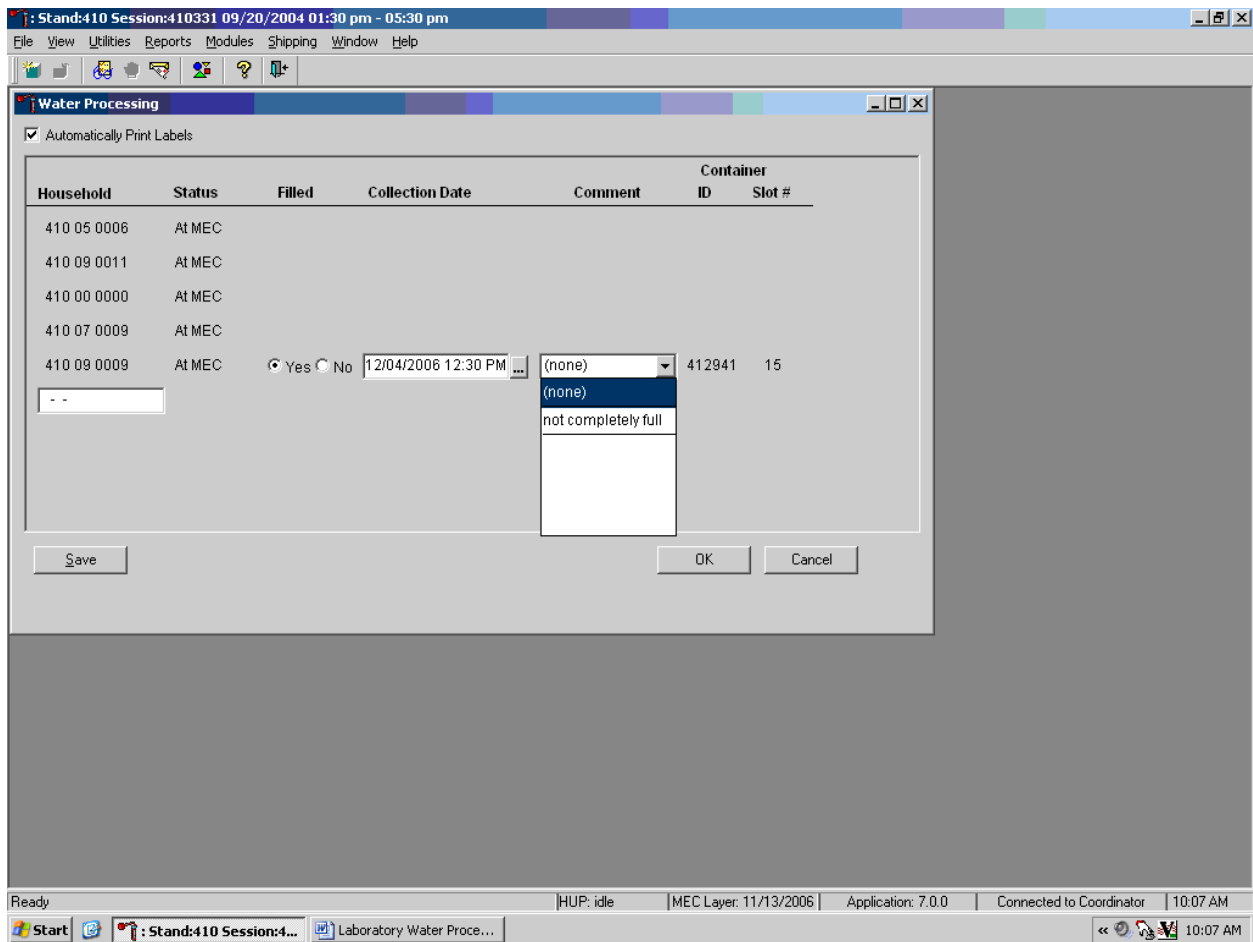 : Stand:410 Session:410331 09/20/2004 01:30 pm - 05:30 pm
File View Utilities Reports Modules Shipping Window Help
Water Processing
Automatically Print Labels
Container
Household Status Filled Collection Date Comment ID Slot #
410 05 0006 At MEC
410 09 0011 At MEC
410 00 0000 At MEC
410 07 0009 At MEC
410 09 0009 At MEC Yes No 12/04/2006 12:30 PM ... (none) 412941 15
- - (none)
not completely full
Save OK Cancel
Ready HUP: idle MEC Layer: 11/13/2006 Application: 7.0.0 Connected to Coordinator 10:07 AM
Start : Stand:410 Session:4... Laboratory Water Proce... « 10:07 AM